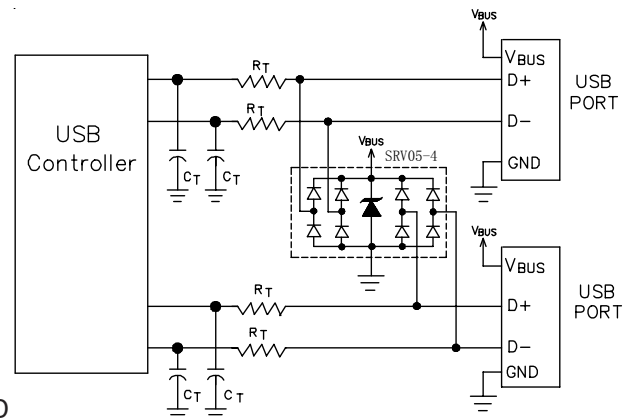 VBUS
RT
VBUS
D+
USB
PORT
RT
D-
USB
Controller
VBUS
SRV05-4
CT
CT
GND
VBUS
VBUS
RT
D+
USB
PORT
RT
D-
CT
CT
GND